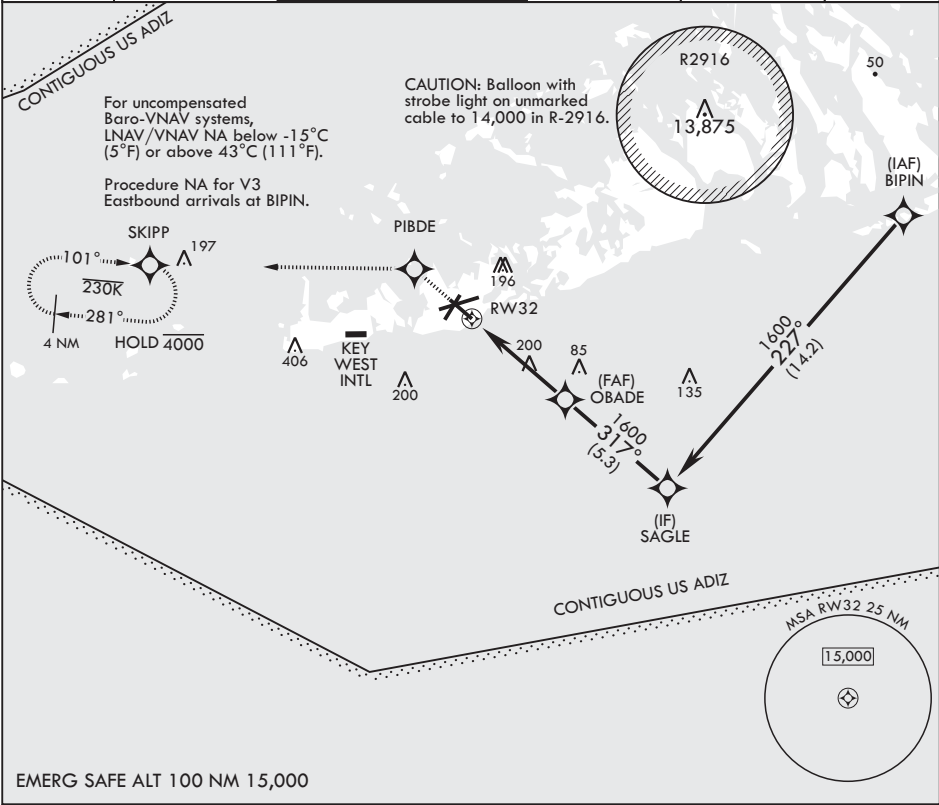 CONTIGUOUS US ADIZ
For uncompensated
Baro-VNAV systems,
LNAV/VNAV NA below -15°C
(5°F) or above 43°C (111°F).
Procedure NA for V3
Eastbound arrivals at BIPIN.
CAUTION: Balloon with
strobe light on unmarked
cable to 14,000 in R-2916.
R2916
13,875
50
(IAF)
BIPIN
SKIPP
197
101°
230K
281°
4 NM
HOLD 4000
PIBDE
196
RW32
406
KEY
WEST
INTL
200
200
85
(FAF)
OBADE
135
1600
227°
(14.2)
1600
317°
(5.3)
(IF)
SAGLE
CONTIGUOUS US ADIZ
MSA RW32 25 NM
15,000
EMERG SAFE ALT 100 NM 15,000